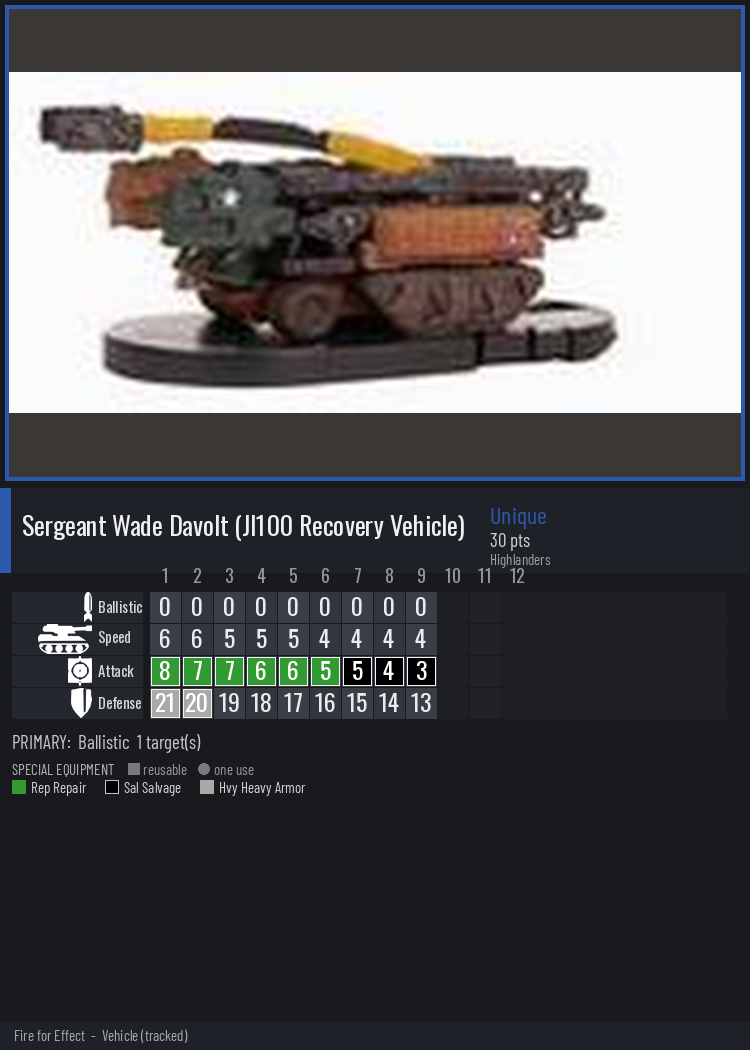 Sergeant Wade Davolt (JI100 Recovery Vehicle)
Unique
30 pts
Highlanders
1 2 3 4 5 6 7 8 9 10 11 12
Ballistic 0 0 0 0 0 0 0 0 0
Speed 6 6 5 5 5 4 4 4 4
Attack 8 7 7 6 6 5 5 4 3
Defense 21 20 19 18 17 16 15 14 13
PRIMARY: Ballistic 1 target(s)
SPECIAL EQUIPMENT reusable one use
Rep Repair Sal Salvage Hvy Heavy Armor
Fire for Effect - Vehicle (tracked)